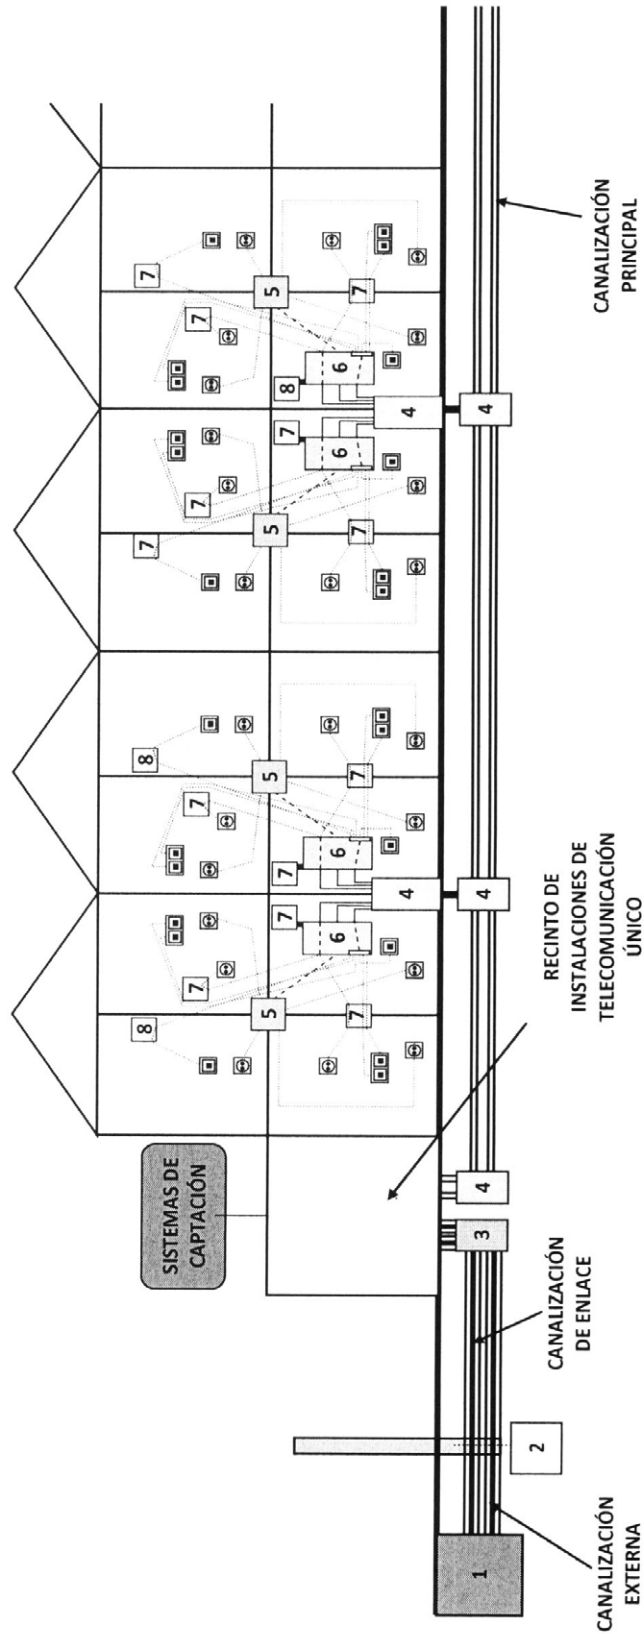 8
8
7
7
SISTEMAS DE
CAPTACIÓN
7
7
7
7
5
5
5
5
7
7
7
8
6
6
6
6
7
7
7
7
4
4
1
3
4
4
4
2
CANALIZACIÓN
DE ENLACE
RECINTO DE
INSTALACIONES DE
TELECOMUNICACIÓN
ÚNICO
CANALIZACIÓN
EXTERNA
CANALIZACIÓN
PRINCIPAL